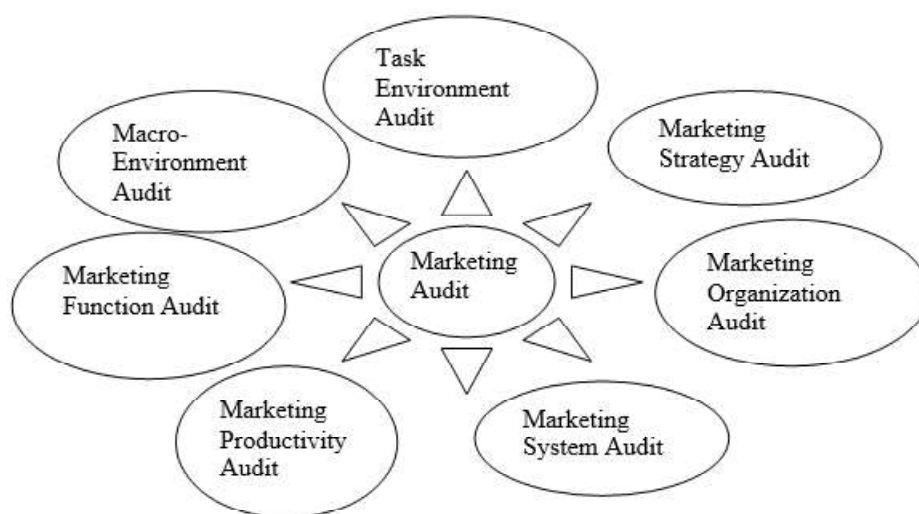 Task
Environment
Audit
Macro-
Environment
Audit
Marketing
Strategy Audit
Marketing
Audit
Marketing
Function Audit
Marketing
Organization
Audit
Marketing
Productivity
Audit
Marketing
System Audit